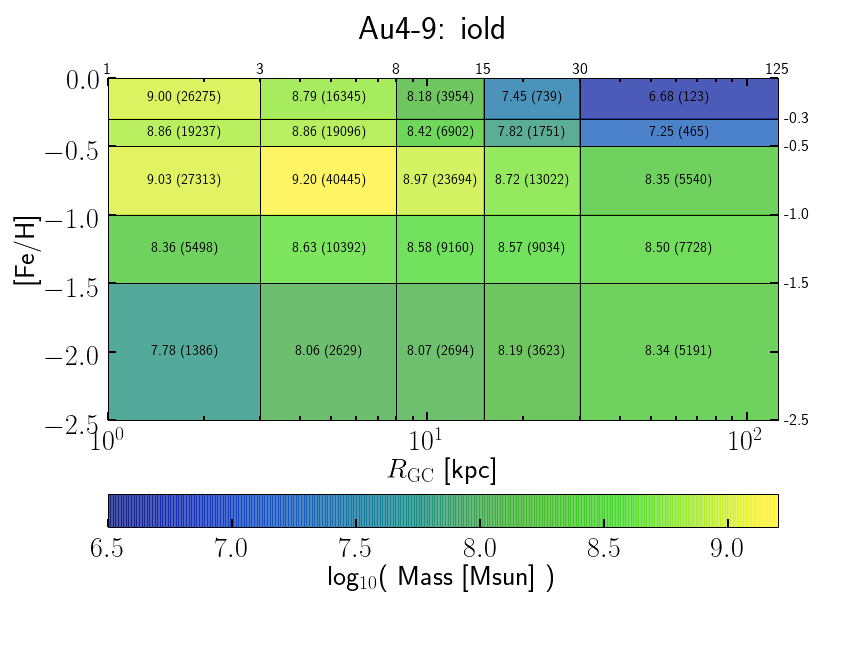 Au4-9: iold
1 3 8 15 30 125
0.0
9.00 (26275) 8.79 (16345) 8.18 (3954) 7.45 (739) 6.68 (123)
-0.3
8.86 (19237) 8.86 (19096) 8.42 (6902) 7.82 (1751) 7.25 (465)
−0.5 -0.5
9.03 (27313) 9.20 (40445) 8.97 (23694) 8.72 (13022) 8.35 (5540)
−1.0 -1.0
[Fe/H]
8.36 (5498) 8.63 (10392) 8.58 (9160) 8.57 (9034) 8.50 (7728)
−1.5 -1.5
7.78 (1386) 8.06 (2629) 8.07 (2694) 8.19 (3623) 8.34 (5191)
−2.0
−2.5 -2.5
10⁰ 10¹ 10²
R_GC [kpc]
6.5 7.0 7.5 8.0 8.5 9.0
log₁₀( Mass [Msun] )